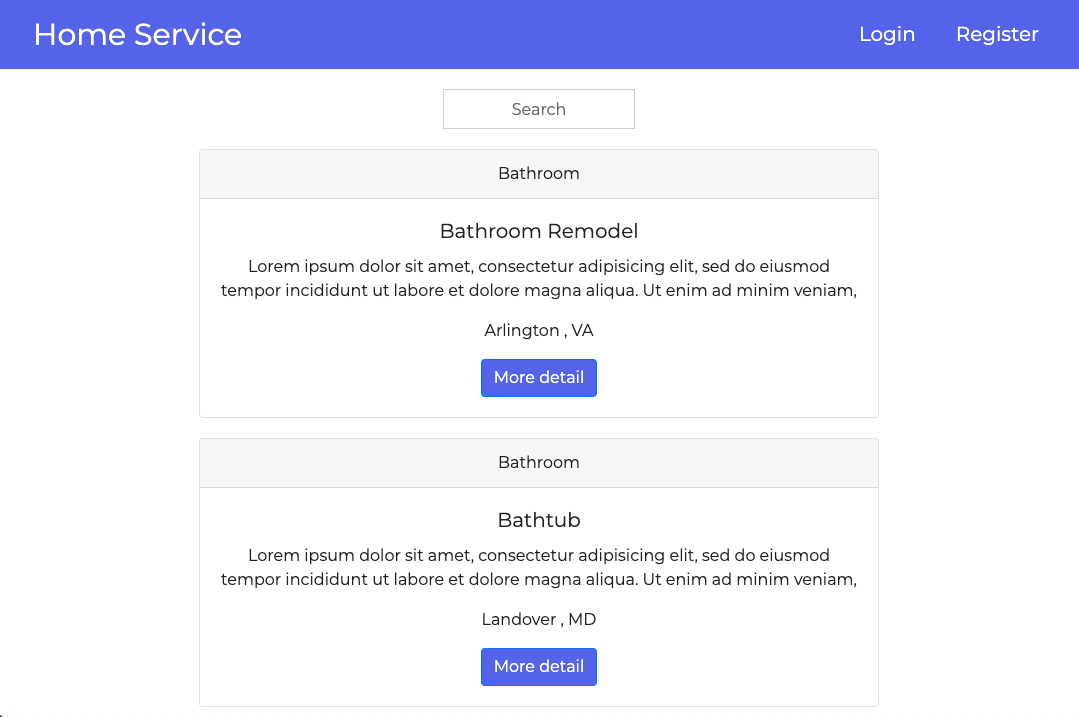 Home Service
Login
Register
Search
Bathroom
Bathroom Remodel
Lorem ipsum dolor sit amet, consectetur adipisicing elit, sed do eiusmod
tempor incididunt ut labore et dolore magna aliqua. Ut enim ad minim veniam,
Arlington , VA
More detail
Bathroom
Bathtub
Lorem ipsum dolor sit amet, consectetur adipisicing elit, sed do eiusmod
tempor incididunt ut labore et dolore magna aliqua. Ut enim ad minim veniam,
Landover , MD
More detail